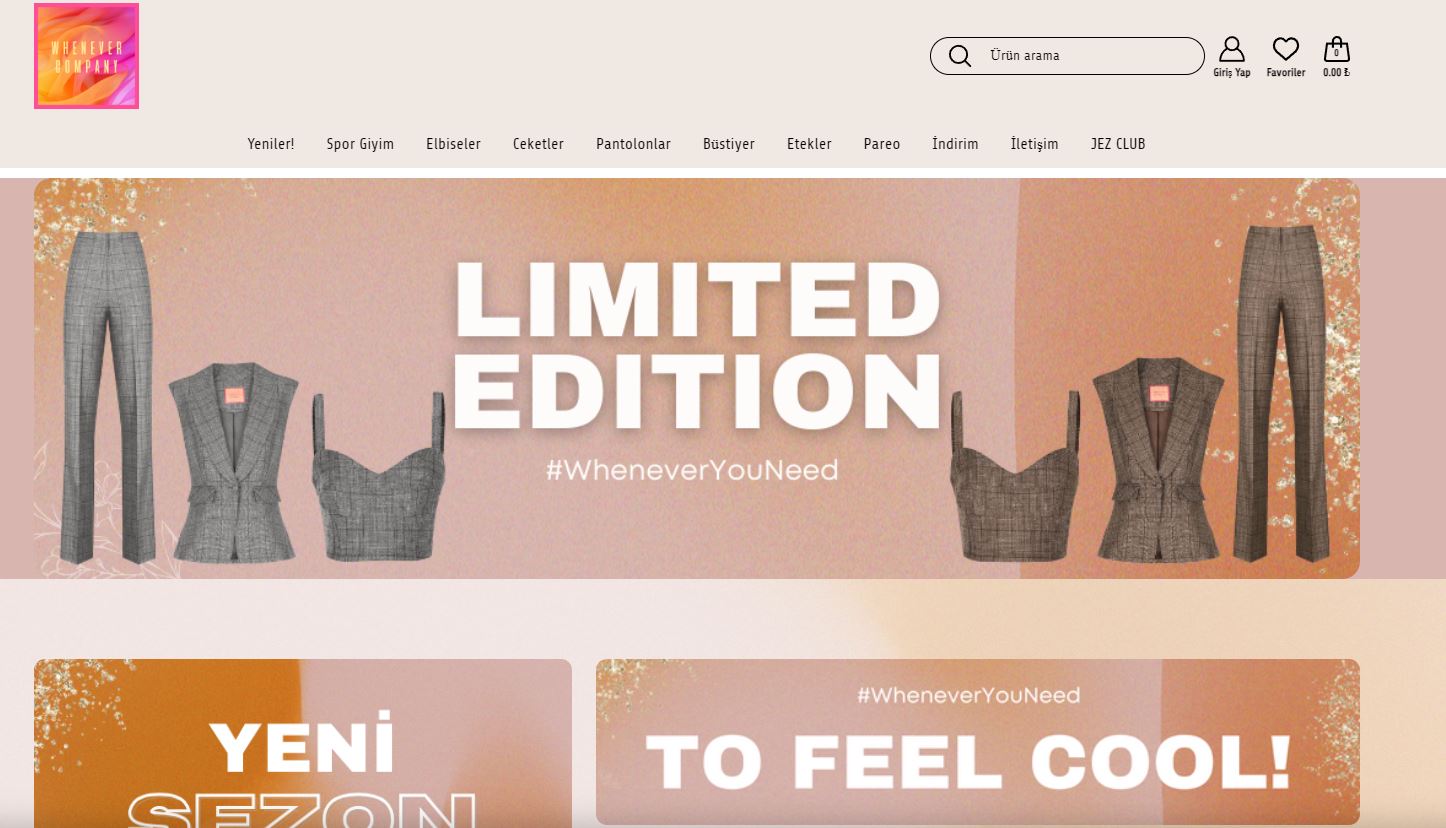 WHENEVER
COMPANY
Ürün arama
Giriş Yap
Favoriler
0
0.00 ₺
Yeniler!
Spor Giyim
Elbiseler
Ceketler
Pantolonlar
Büstiyer
Etekler
Pareo
İndirim
İletişim
JEZ CLUB
LIMITED
EDITION
#WheneverYouNeed
YENİ
SEZON
#WheneverYouNeed
TO FEEL COOL!